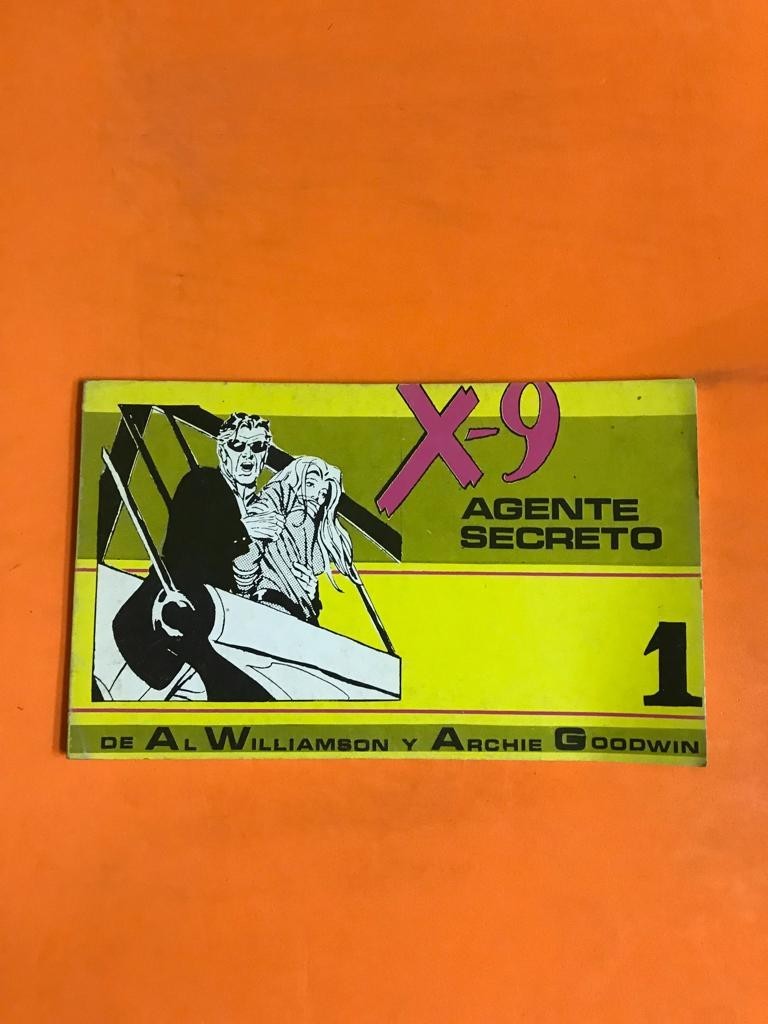 X-9
AGENTE
SECRETO
1
DE AL WILLIAMSON Y ARCHIE GOODWIN